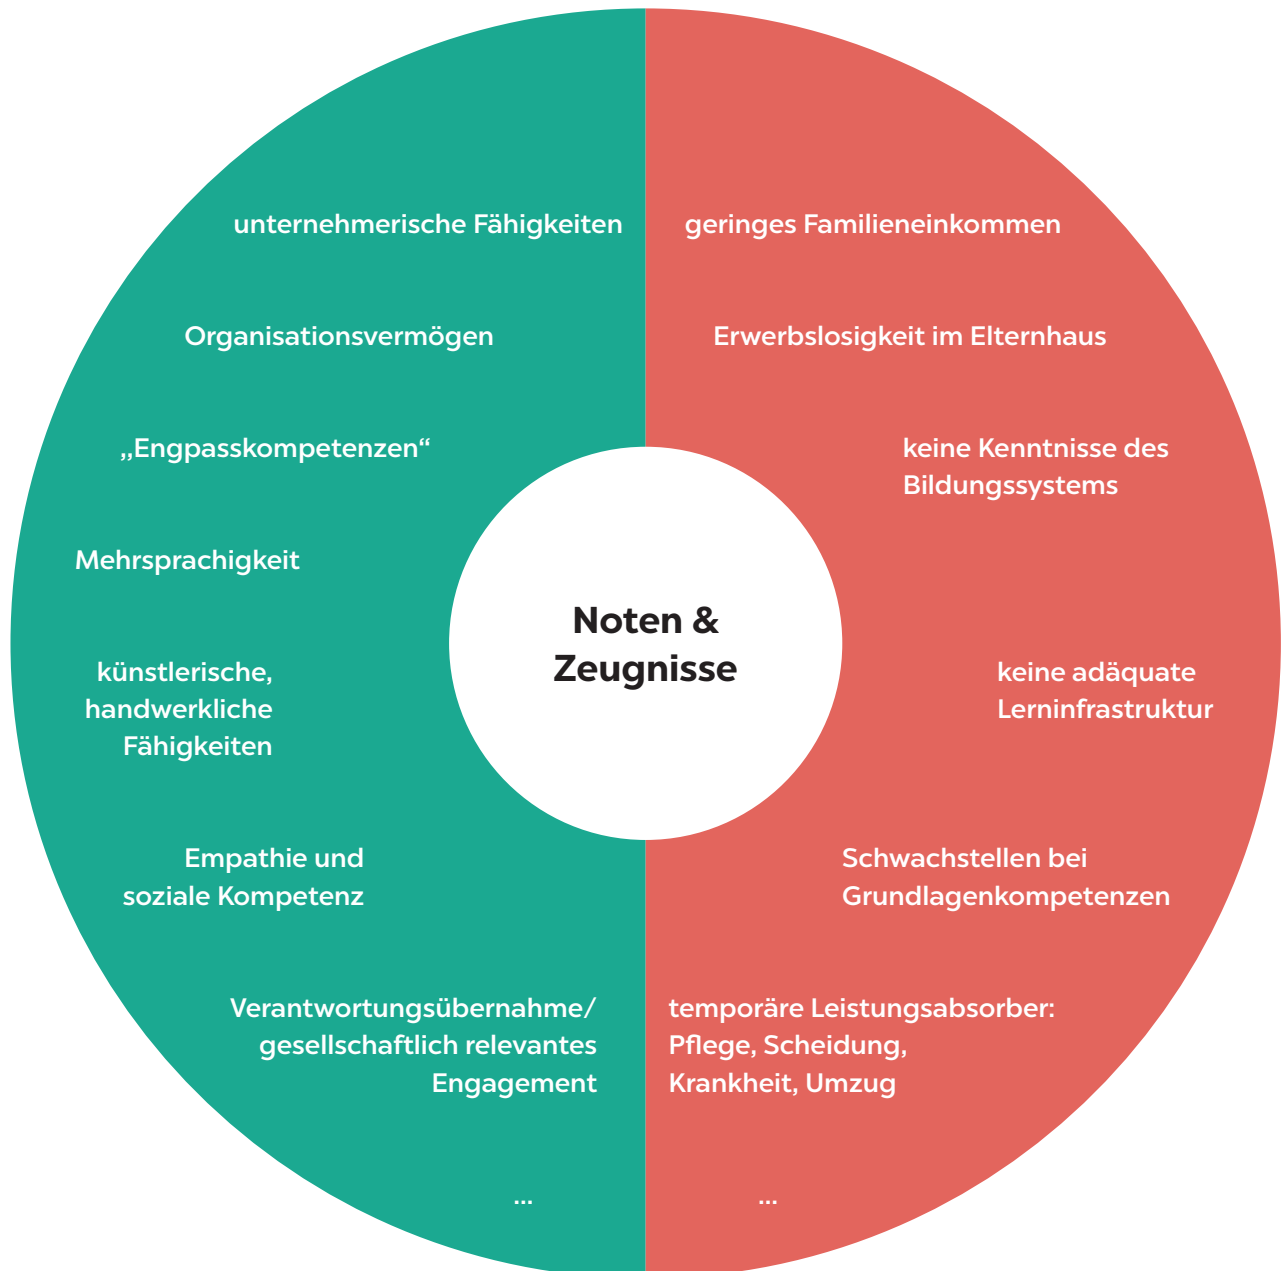 unternehmerische Fähigkeiten
Organisationsvermögen
„Engpasskompetenzen“
Mehrsprachigkeit
künstlerische,
handwerkliche
Fähigkeiten
Empathie und
soziale Kompetenz
Verantwortungsübernahme/
gesellschaftlich relevantes
Engagement
...
Noten &
Zeugnisse
geringes Familieneinkommen
Erwerbslosigkeit im Elternhaus
keine Kenntnisse des
Bildungssystems
keine adäquate
Lerninfrastruktur
Schwachstellen bei
Grundlagenkompetenzen
temporäre Leistungsabsorber:
Pflege, Scheidung,
Krankheit, Umzug
...